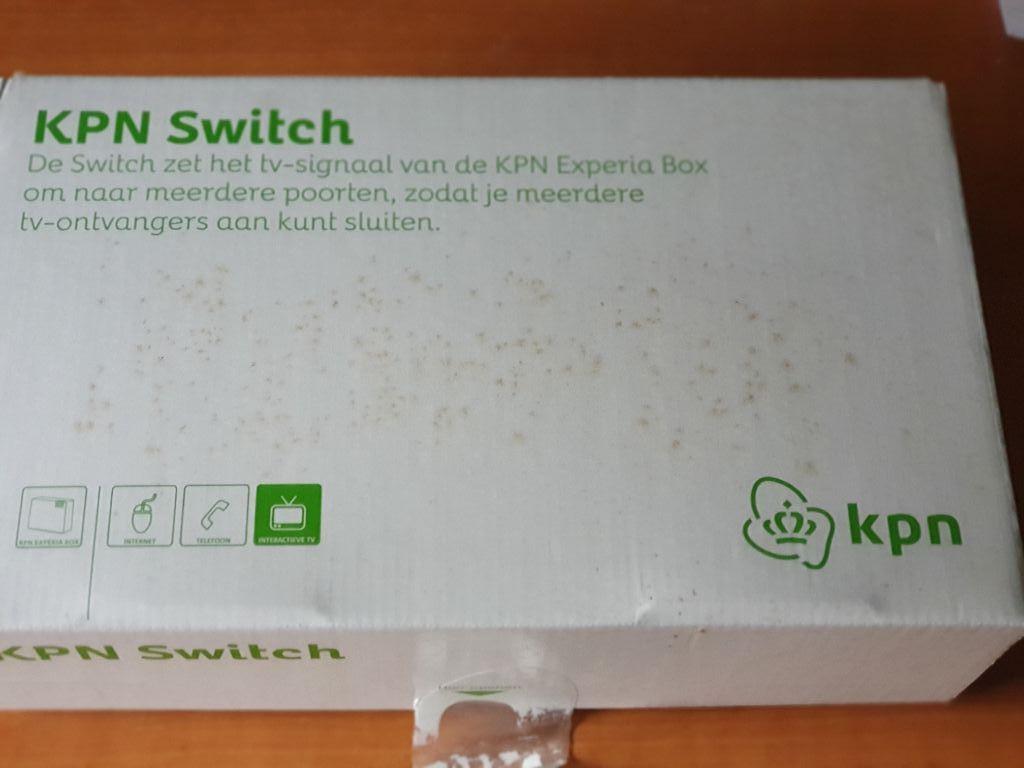 KPN Switch
De Switch zet het tv-signaal van de KPN Experia Box
om naar meerdere poorten, zodat je meerdere
tv-ontvangers aan kunt sluiten.
KPN EXPERIA BOX
INTERNET
TELEFOON
INTERACTIEVE TV
kpn
KPN Switch